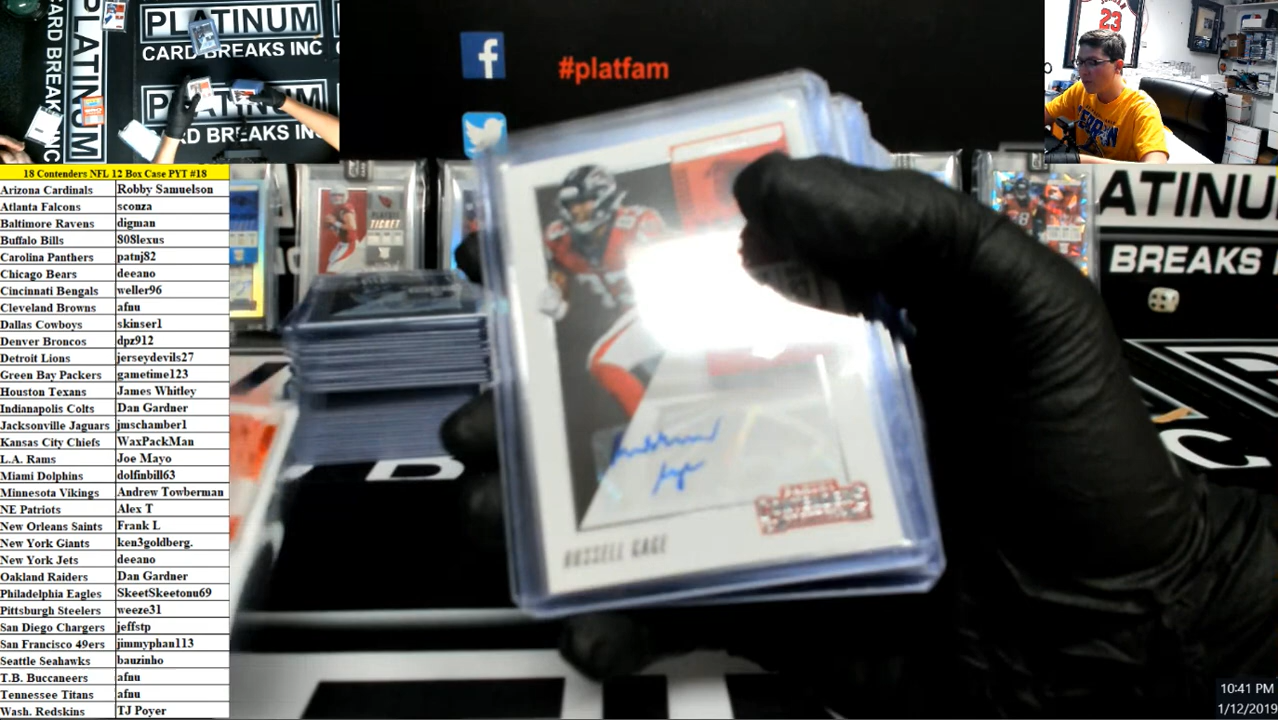 PLATINUM
CARD BREAKS INC
PLATINUM
CARD BREAKS INC
PLATINUM
RD BREAKS INC
#platfam
23
18 Contenders NFL 12 Box Case PYT #18
Arizona Cardinals Robby Samuelson
Atlanta Falcons sconza
Baltimore Ravens digman
Buffalo Bills 808lexus
Carolina Panthers patnj82
Chicago Bears deeano
Cincinnati Bengals weller96
Cleveland Browns afnu
Dallas Cowboys skinser1
Denver Broncos dpz912
Detroit Lions jerseydevils27
Green Bay Packers gametime123
Houston Texans James Whitley
Indianapolis Colts Dan Gardner
Jacksonville Jaguars jmschamber1
Kansas City Chiefs WaxPackMan
L.A. Rams Joe Mayo
Miami Dolphins dolfinbill63
Minnesota Vikings Andrew Towberman
NE Patriots Alex T
New Orleans Saints Frank L
New York Giants ken3goldberg.
New York Jets deeano
Oakland Raiders Dan Gardner
Philadelphia Eagles SkeetSkeetonu69
Pittsburgh Steelers weeze31
San Diego Chargers jeffstp
San Francisco 49ers jimmyphan113
Seattle Seahawks bauzinho
T.B. Buccaneers afnu
Tennessee Titans afnu
Wash. Redskins TJ Poyer
TICKET
RUSSELL GAGE
ATINU
BREAKS I
10:41 PM
1/12/2019